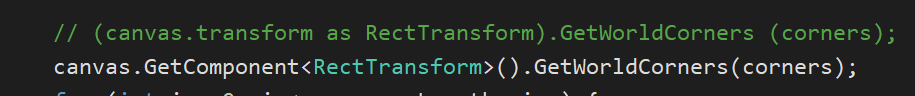 // (canvas.transform as RectTransform).GetWorldCorners (corners);
canvas.GetComponent<RectTransform>().GetWorldCorners(corners);